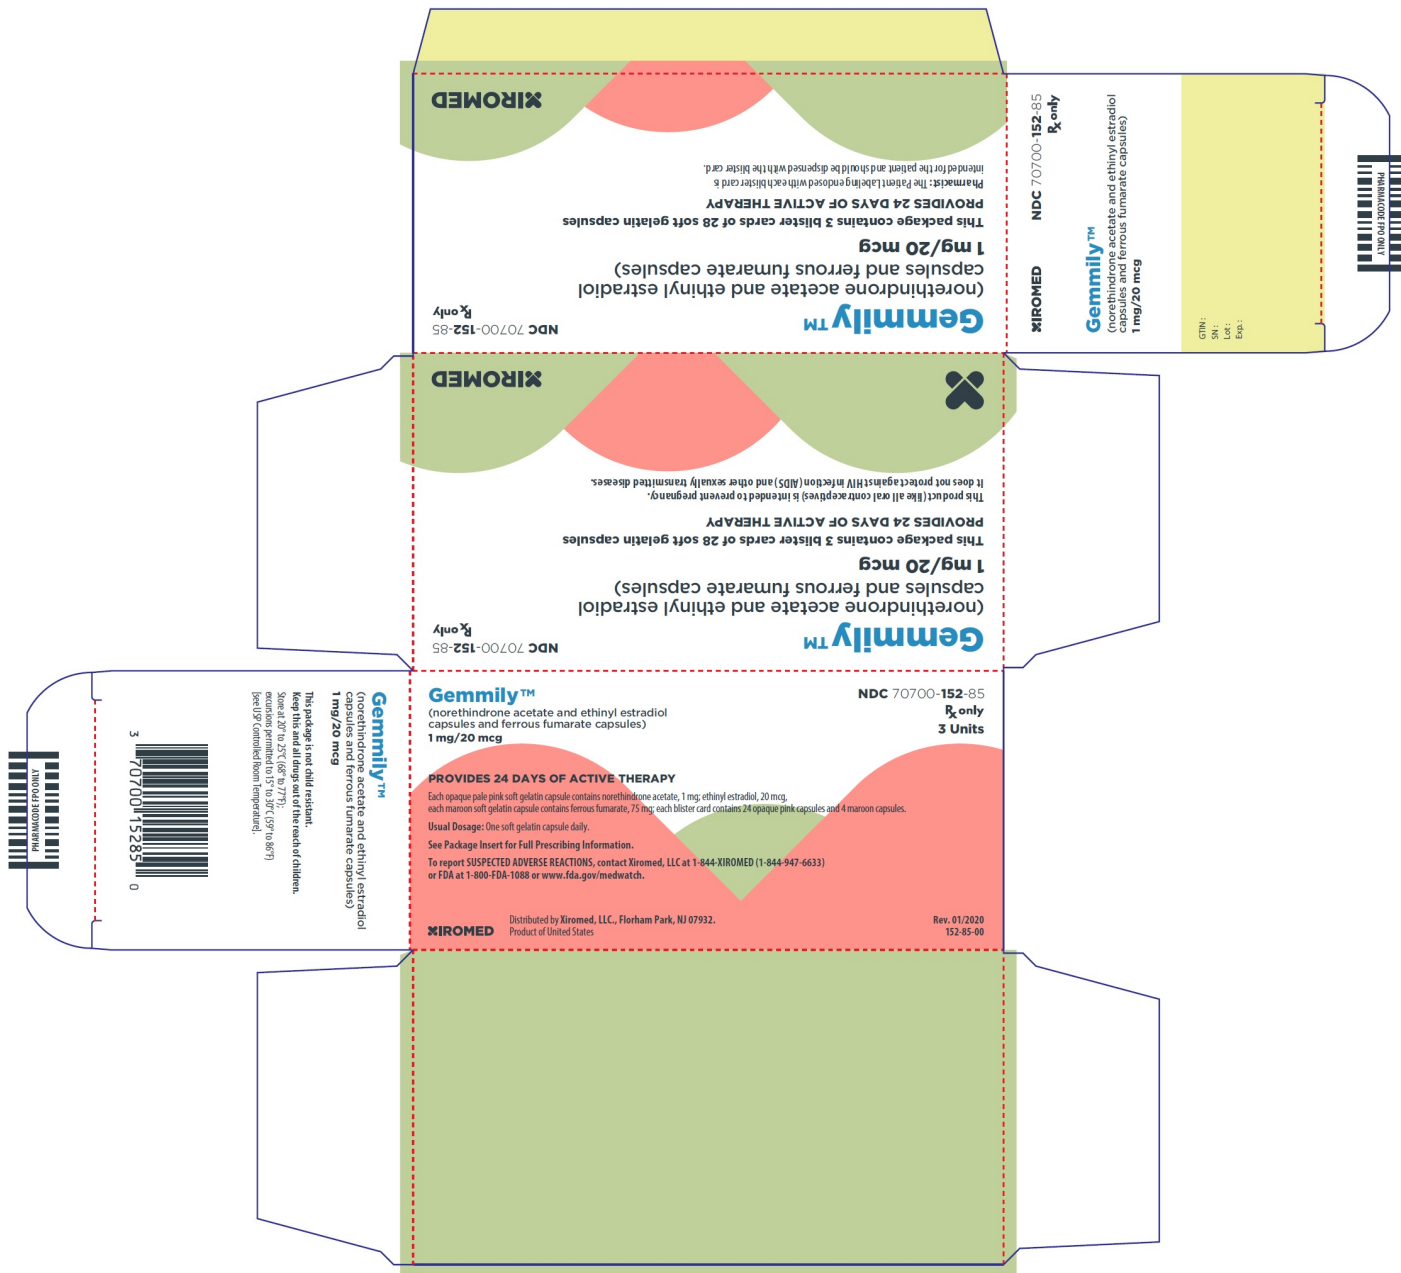 XIROMED
NDC 70700-152-85
Rx only
Gemmily™
(norethindrone acetate and ethinyl estradiol
capsules and ferrous fumarate capsules)
1 mg/20 mcg
This package contains 3 blister cards of 28 soft gelatin capsules
PROVIDES 24 DAYS OF ACTIVE THERAPY
Pharmacist: The Patient Labeling enclosed with each blister card is
intended for the patient and should be dispensed with the blister card.
XIROMED
NDC 70700-152-85
Rx only
Gemmily™
(norethindrone acetate and ethinyl estradiol
capsules and ferrous fumarate capsules)
1 mg/20 mcg
GTIN :
SN :
Lot :
Exp. :
PHARMACODE FPO ONLY
XIROMED
NDC 70700-152-85
Rx only
Gemmily™
(norethindrone acetate and ethinyl estradiol
capsules and ferrous fumarate capsules)
1 mg/20 mcg
This package contains 3 blister cards of 28 soft gelatin capsules
PROVIDES 24 DAYS OF ACTIVE THERAPY
This product (like all oral contraceptives) is intended to prevent pregnancy.
It does not protect against HIV infection (AIDS) and other sexually transmitted diseases.
Gemmily™
(norethindrone acetate and ethinyl estradiol
capsules and ferrous fumarate capsules)
1 mg/20 mcg
This package is not child resistant.
Keep this and all drugs out of the reach of children.
Store at 20° to 25°C (68° to 77°F);
excursions permitted to 15° to 30°C (59° to 86°F)
[see USP Controlled Room Temperature].
3 70700 15285 0
PHARMACODE FPO ONLY
Gemmily™
(norethindrone acetate and ethinyl estradiol
capsules and ferrous fumarate capsules)
1 mg/20 mcg
NDC 70700-152-85
Rx only
3 Units
PROVIDES 24 DAYS OF ACTIVE THERAPY
Each opaque pale pink soft gelatin capsule contains norethindrone acetate, 1 mg; ethinyl estradiol, 20 mcg,
each maroon soft gelatin capsule contains ferrous fumarate, 75 mg; each blister card contains 24 opaque pink capsules and 4 maroon capsules.
Usual Dosage: One soft gelatin capsule daily.
See Package Insert for Full Prescribing Information.
To report SUSPECTED ADVERSE REACTIONS, contact Xiromed, LLC at 1-844-XIROMED (1-844-947-6633)
or FDA at 1-800-FDA-1088 or www.fda.gov/medwatch.
XIROMED
Distributed by Xiromed, LLC., Florham Park, NJ 07932.
Product of United States
Rev. 01/2020
152-85-00